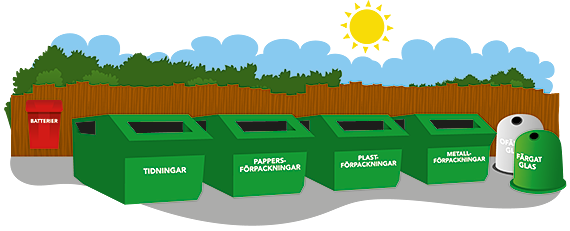 BATTERIER
TIDNINGAR
PAPPERS-
FÖRPACKNINGAR
PLAST-
FÖRPACKNINGAR
METALL-
FÖRPACKNINGAR
FÄRGAT
GLAS